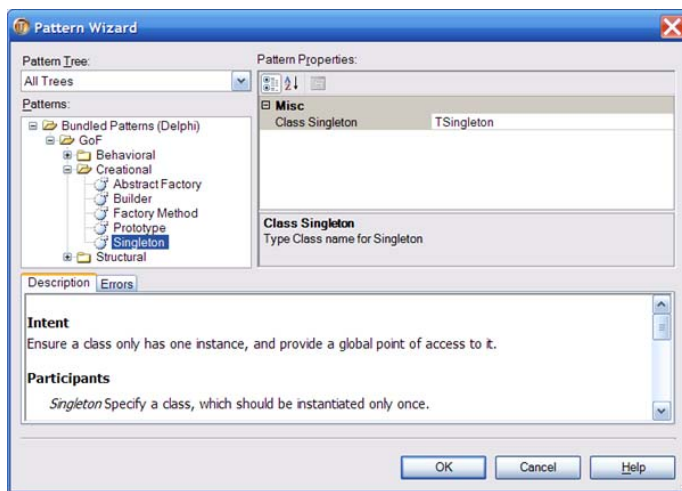 Pattern Wizard
Pattern Tree:
All Trees
Patterns:
Bundled Patterns (Delphi)
GoF
Behavioral
Creational
Abstract Factory
Builder
Factory Method
Prototype
Singleton
Structural
Pattern Properties:
Misc
Class Singleton TSingleton
Class Singleton
Type Class name for Singleton
Description Errors
Intent
Ensure a class only has one instance, and provide a global point of access to it.
Participants
Singleton Specify a class, which should be instantiated only once.
OK Cancel Help